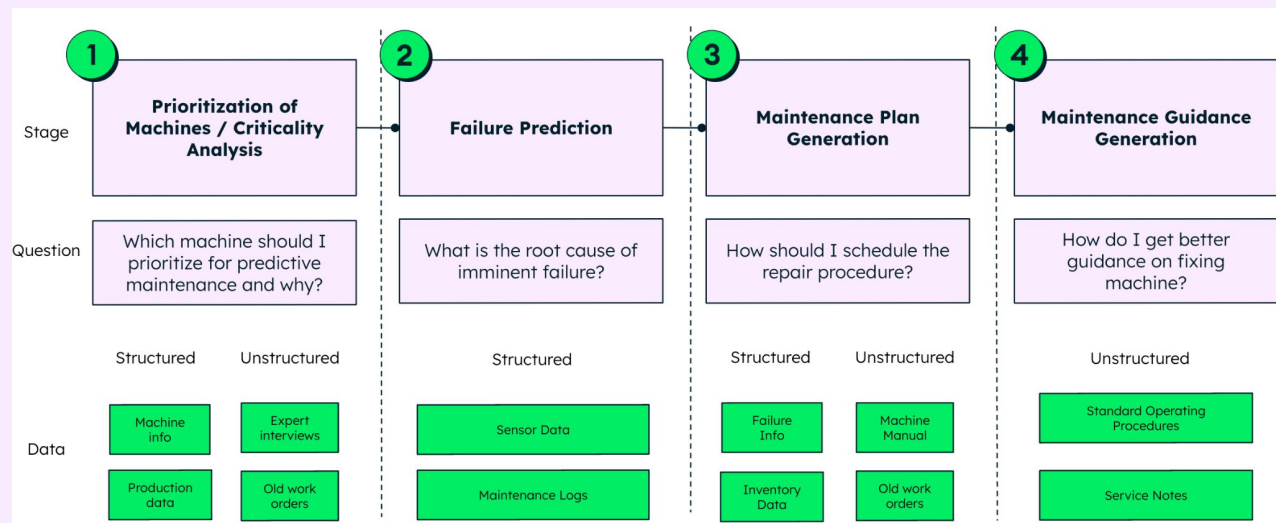 1
2
3
4
Stage
Prioritization of
Machines / Criticality
Analysis
Failure Prediction
Maintenance Plan
Generation
Maintenance Guidance
Generation
Question
Which machine should I
prioritize for predictive
maintenance and why?
What is the root cause of
imminent failure?
How should I schedule the
repair procedure?
How do I get better
guidance on fixing
machine?
Data
Structured
Unstructured
Machine
info
Expert
interviews
Production
data
Old work
orders
Structured
Sensor Data
Maintenance Logs
Structured
Unstructured
Failure
Info
Machine
Manual
Inventory
Data
Old work
orders
Unstructured
Standard Operating
Procedures
Service Notes